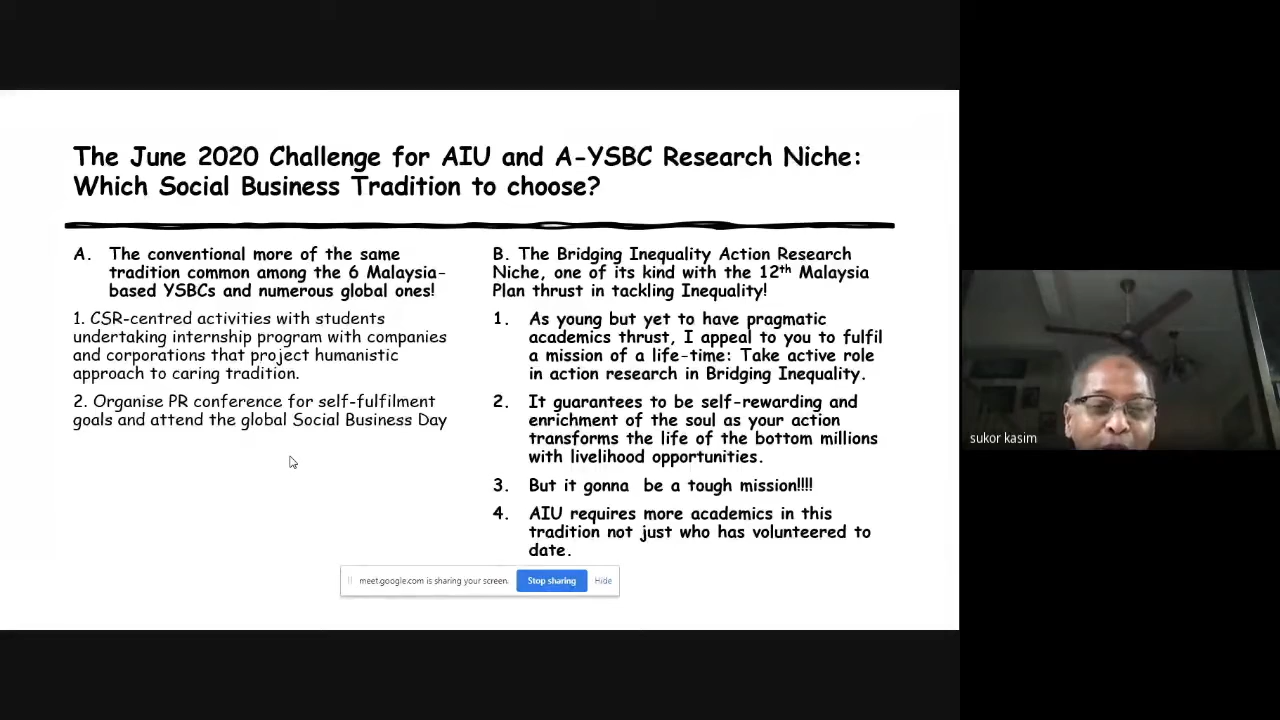 The June 2020 Challenge for AIU and A-YSBC Research Niche:
Which Social Business Tradition to choose?
A. The conventional more of the same
tradition common among the 6 Malaysia-
based YSBCs and numerous global ones!
1. CSR-centred activities with students
undertaking internship program with companies
and corporations that project humanistic
approach to caring tradition.
2. Organise PR conference for self-fulfilment
goals and attend the global Social Business Day
B. The Bridging Inequality Action Research
Niche, one of its kind with the 12th Malaysia
Plan thrust in tackling Inequality!
1. As young but yet to have pragmatic
academics thrust, I appeal to you to fulfil
a mission of a life-time: Take active role
in action research in Bridging Inequality.
2. It guarantees to be self-rewarding and
enrichment of the soul as your action
transforms the life of the bottom millions
with livelihood opportunities.
3. But it gonna be a tough mission!!!!
4. AIU requires more academics in this
tradition not just who has volunteered to
date.
meet.google.com is sharing your screen. Stop sharing Hide
sukor kasim